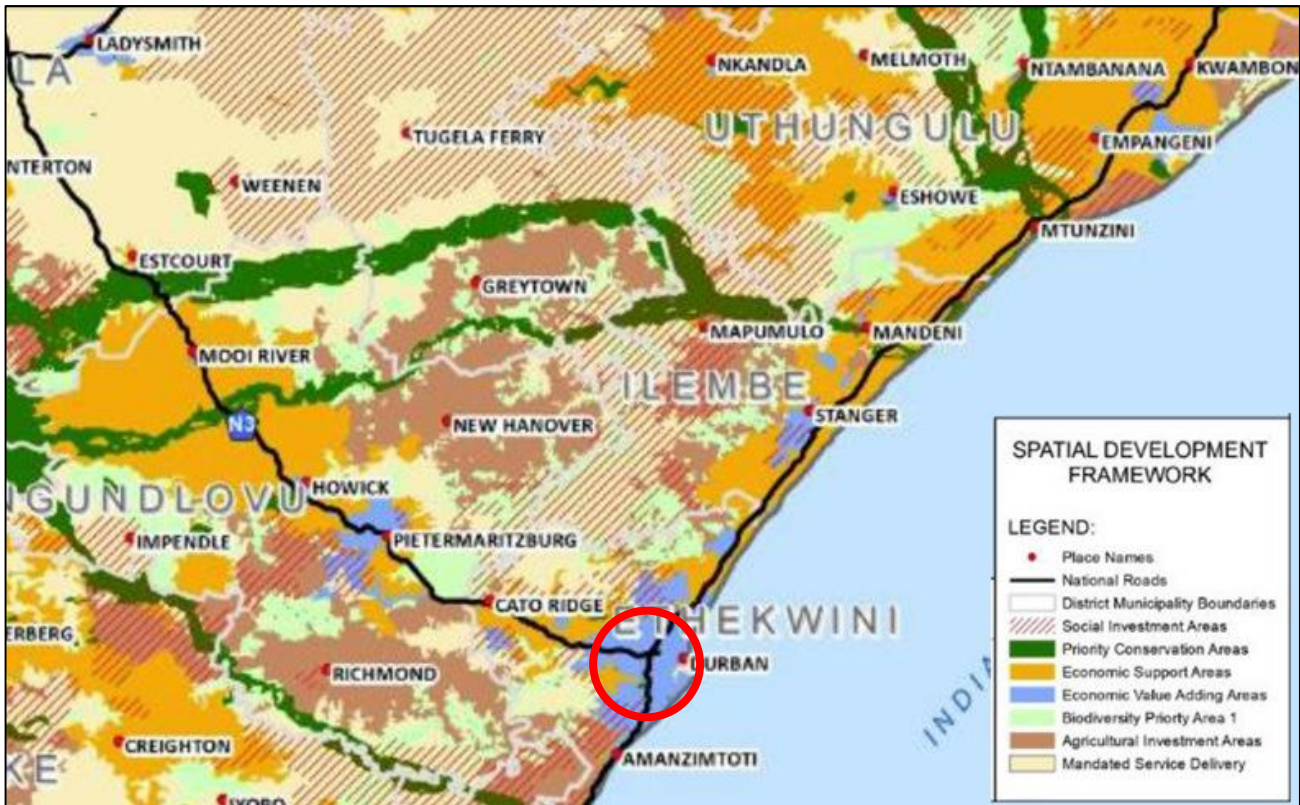 LADYSMITH
LA
NKANDLA
MELMOTH
NTAMBANANA
KWAMBON
TUGELA FERRY
UTHUNGULU
EMPANGENI
NTERTON
WEENEN
ESHOWE
MTUNZINI
ESTCOURT
GREYTOWN
MAPUMULO
MANDENI
MOOI RIVER
ILEMBE
STANGER
N3
NEW HANOVER
HOWICK
NGUNDLOVU
IMPENDLE
PIETERMARITZBURG
CATO RIDGE
ETHEKWINI
ERBERG
RICHMOND
DURBAN
INDIA
CREIGHTON
AMANZIMTOTI
KE
IXOPO
SPATIAL DEVELOPMENT
FRAMEWORK
LEGEND:
Place Names
National Roads
District Municipality Boundaries
Social Investment Areas
Priority Conservation Areas
Economic Support Areas
Economic Value Adding Areas
Biodiversity Priorty Area 1
Agricultural Investment Areas
Mandated Service Delivery